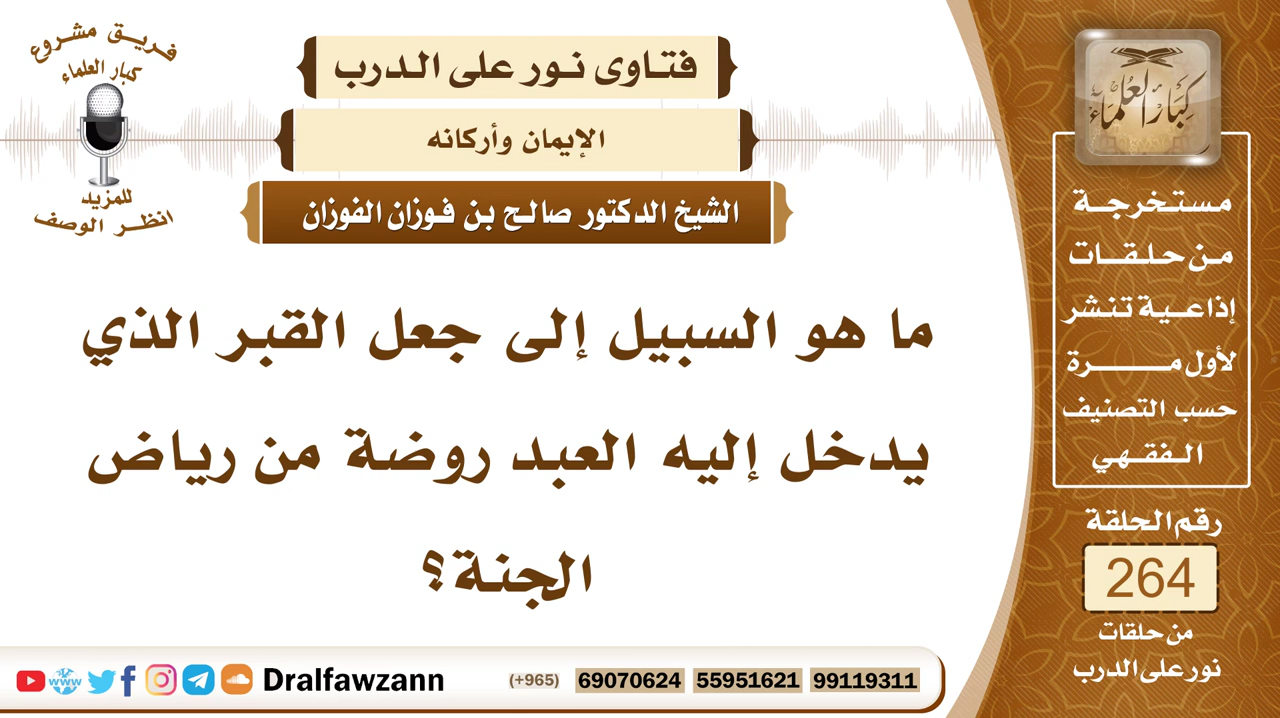 فريق مشروع
كبار العلماء
للمزيد
انظر الوصف
فتاوى نور على الدرب
الإيمان وأركانه
الشيخ الدكتور صالح بن فوزان الفوزان
ما هو السبيل إلى جعل القبر الذي
يدخل إليه العبد روضة من رياض
الجنة؟
كبار العلماء
مستخرجة
من حلقات
إذاعية تنشر
لأول مرة
حسب التصنيف
الفقهي
رقم الحلقة
264
من حلقات
نور على الدرب
www Dralfawzann (+965) 69070624 55951621 99119311